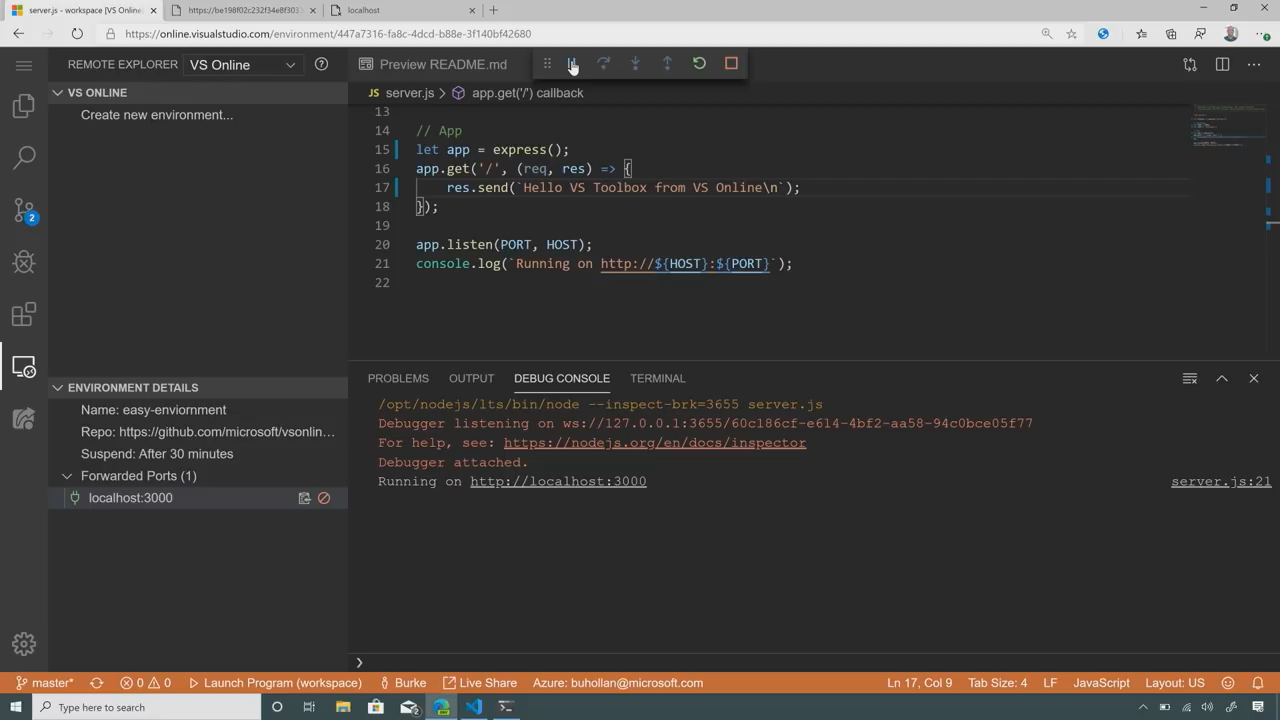 server.js - workspace [VS Online
https://be198f02c232f34e8f3033
localhost
https://online.visualstudio.com/environment/447a7316-fa8c-4dcd-b88e-3f140bf42680
REMOTE EXPLORER
VS Online
Preview README.md
VS ONLINE
Create new environment...
JS server.js > app.get('/') callback
13
14 // App
15 let app = express();
16 app.get('/', (req, res) => {
17 res.send(`Hello VS Toolbox from VS Online\n`);
18 });
19
20 app.listen(PORT, HOST);
21 console.log(`Running on http://${HOST}:${PORT}`);
22
2
ENVIRONMENT DETAILS
Name: easy-enviornment
Repo: https://github.com/microsoft/vsonlin...
Suspend: After 30 minutes
Forwarded Ports (1)
localhost:3000
PROBLEMS OUTPUT DEBUG CONSOLE TERMINAL
/opt/nodejs/lts/bin/node --inspect-brk=3655 server.js
Debugger listening on ws://127.0.0.1:3655/60c186cf-e614-4bf2-aa58-94c0bce05f77
For help, see: https://nodejs.org/en/docs/inspector
Debugger attached.
Running on http://localhost:3000 server.js:21
master* 0 0 Launch Program (workspace) Burke Live Share Azure: buhollan@microsoft.com Ln 17, Col 9 Tab Size: 4 LF JavaScript Layout: US
Type here to search
2